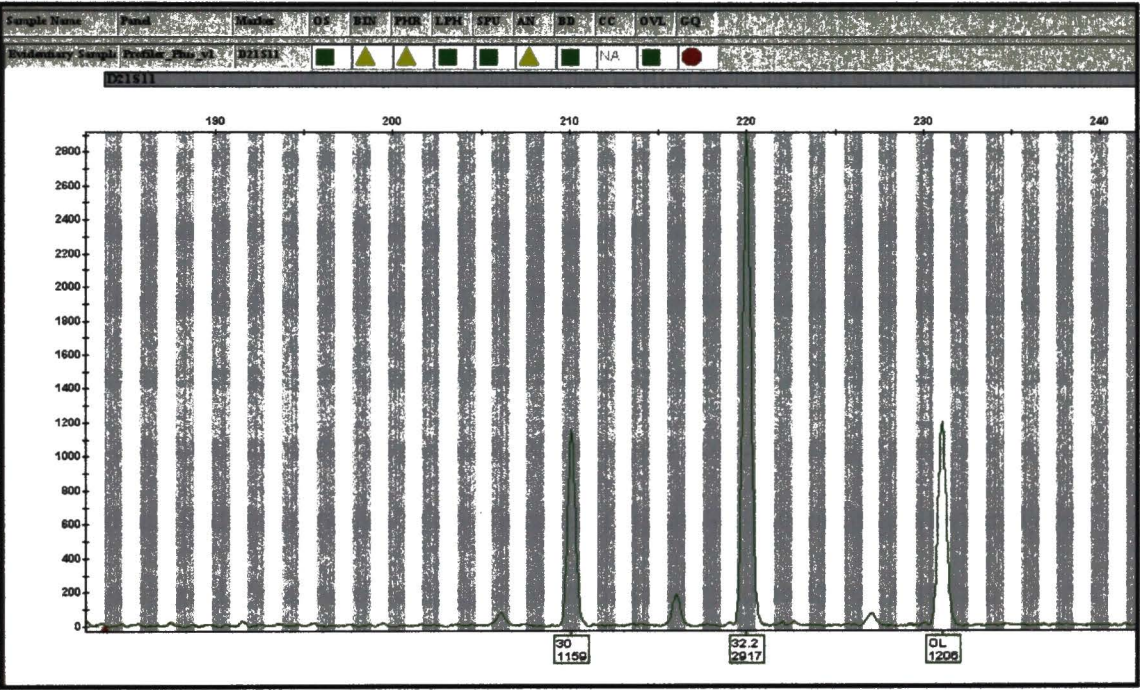 Sample Name Panel Marker OS BIN PHR LPH SPU AN BD CC OVL GQ
Evidentiary Sampl Profiler_Plus_v1 D21S11 NA
D21S11
190 200 210 220 230 240
2800
2600
2400
2200
2000
1800
1600
1400
1200
1000
800
600
400
200
0
30 32.2 OL
1159 2917 1206